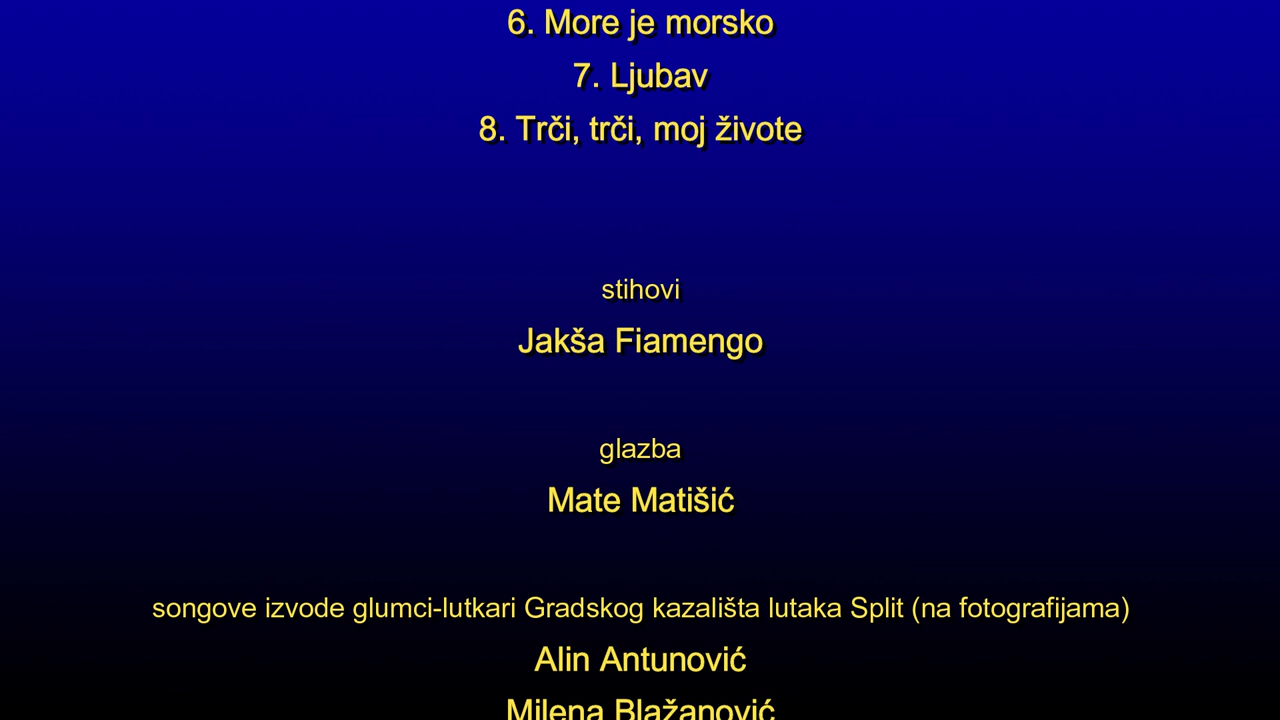 6. More je morsko
7. Ljubav
8. Trči, trči, moj živote
stihovi
Jakša Fiamengo
glazba
Mate Matišić
songove izvode glumci-lutkari Gradskog kazališta lutaka Split (na fotografijama)
Alin Antunović
Milena Blažanović